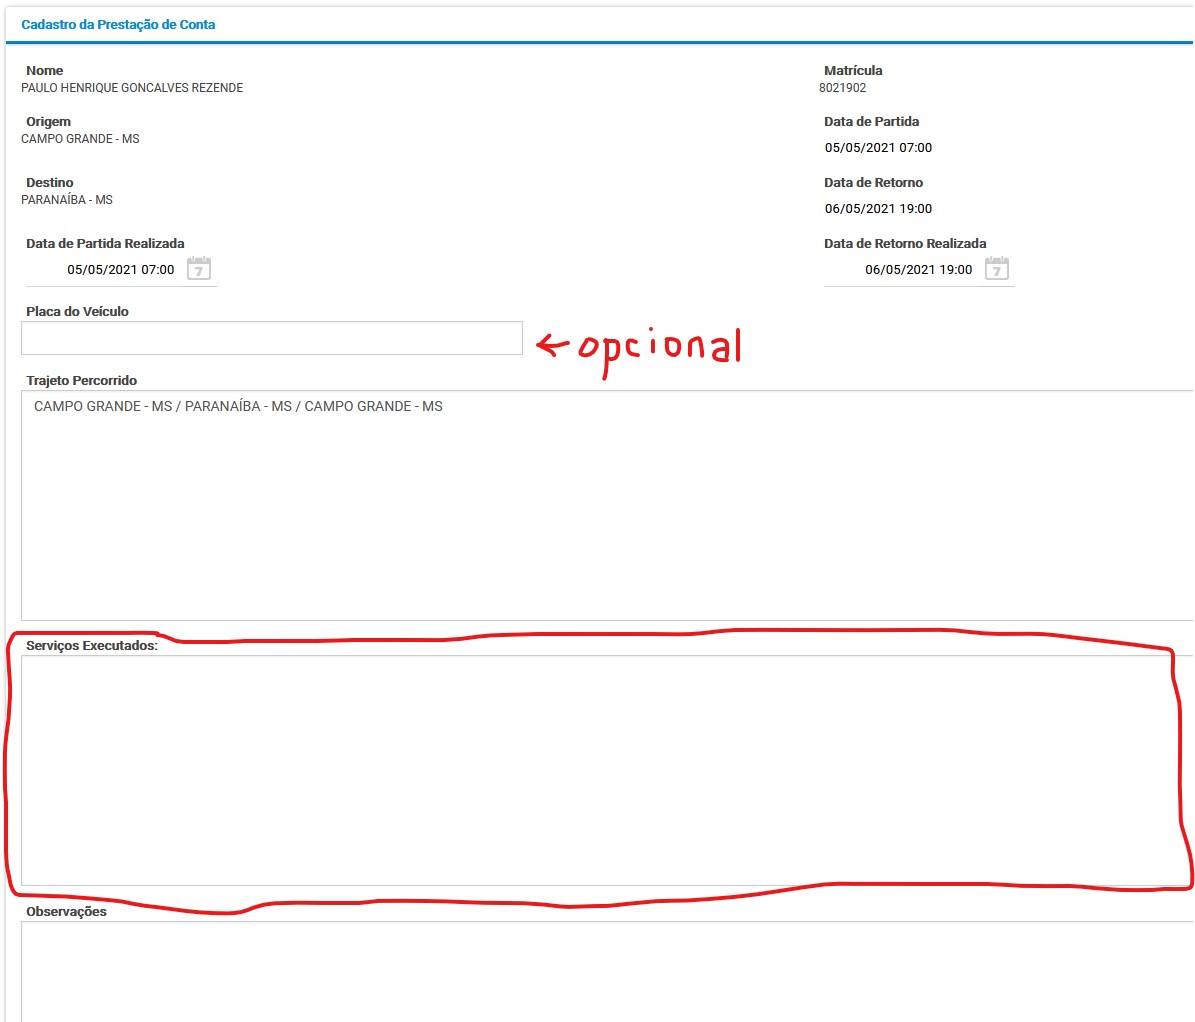 Cadastro da Prestação de Conta
Nome
PAULO HENRIQUE GONCALVES REZENDE
Matrícula
8021902
Origem
CAMPO GRANDE - MS
Data de Partida
05/05/2021 07:00
Destino
PARANAÍBA - MS
Data de Retorno
06/05/2021 19:00
Data de Partida Realizada
05/05/2021 07:00
7
Data de Retorno Realizada
06/05/2021 19:00
7
Placa do Veículo
opcional
Trajeto Percorrido
CAMPO GRANDE - MS / PARANAÍBA - MS / CAMPO GRANDE - MS
Serviços Executados:
Observações